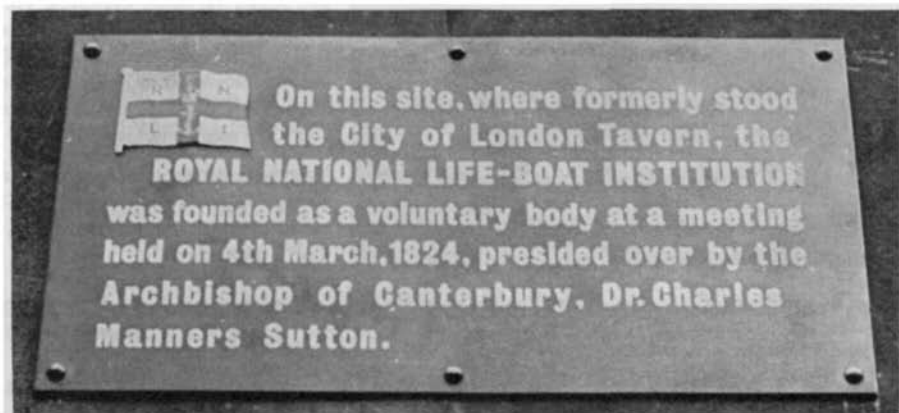 R N
L I
On this site, where formerly stood
the City of London Tavern, the
ROYAL NATIONAL LIFE-BOAT INSTITUTION
was founded as a voluntary body at a meeting
held on 4th March, 1824, presided over by the
Archbishop of Canterbury, Dr. Charles
Manners Sutton.